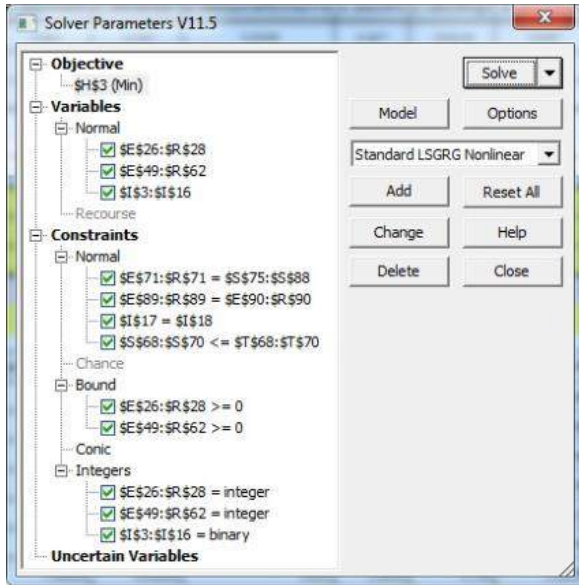 Solver Parameters V11.5
Objective
$H$3 (Min)
Variables
Normal
$E$26:$R$28
$E$49:$R$62
$I$3:$I$16
Recourse
Constraints
Normal
$E$71:$R$71 = $S$75:$S$88
$E$89:$R$89 = $E$90:$R$90
$I$17 = $I$18
$S$68:$S$70 <= $T$68:$T$70
Chance
Bound
$E$26:$R$28 >= 0
$E$49:$R$62 >= 0
Conic
Integers
$E$26:$R$28 = integer
$E$49:$R$62 = integer
$I$3:$I$16 = binary
Uncertain Variables
Solve
Model Options
Standard LSGRG Nonlinear
Add Reset All
Change Help
Delete Close